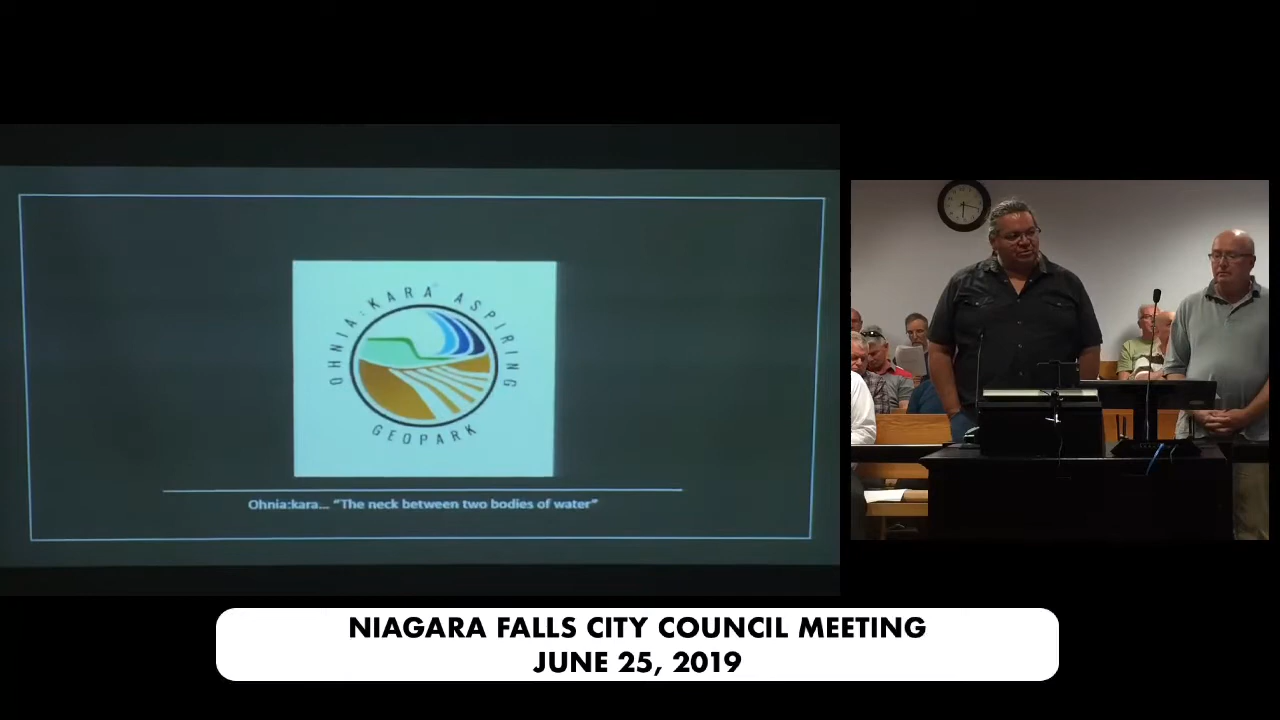 OHNIA:KARA ASPIRING
GEOPARK
Ohnia:kara... “The neck between two bodies of water”
NIAGARA FALLS CITY COUNCIL MEETING
JUNE 25, 2019